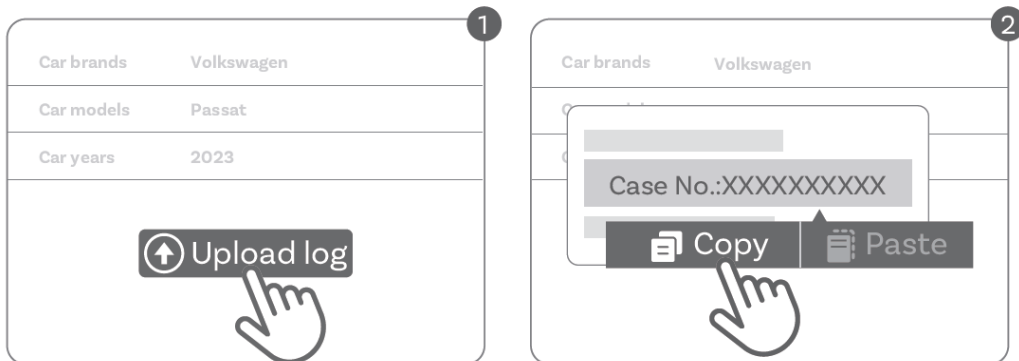 1
Car brands Volkswagen
Car models Passat
Car years 2023
Upload log
2
Car brands Volkswagen
Case No.:XXXXXXXXXX
Copy Paste